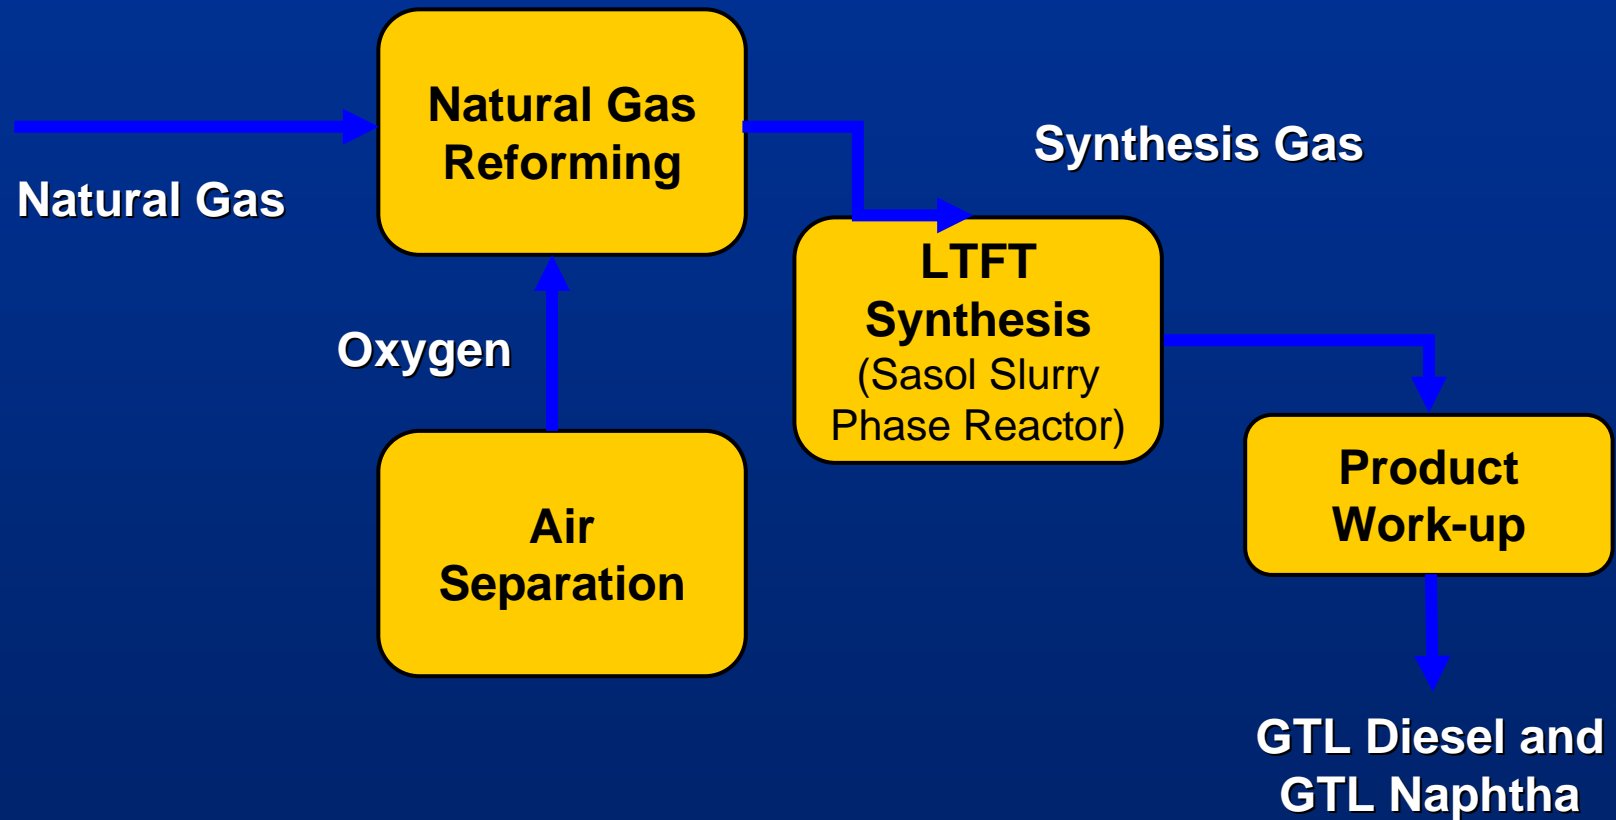 Natural Gas
Reforming
Natural Gas
Synthesis Gas
LTFT
Synthesis
(Sasol Slurry
Phase Reactor)
Oxygen
Air
Separation
Product
Work-up
GTL Diesel and
GTL Naphtha